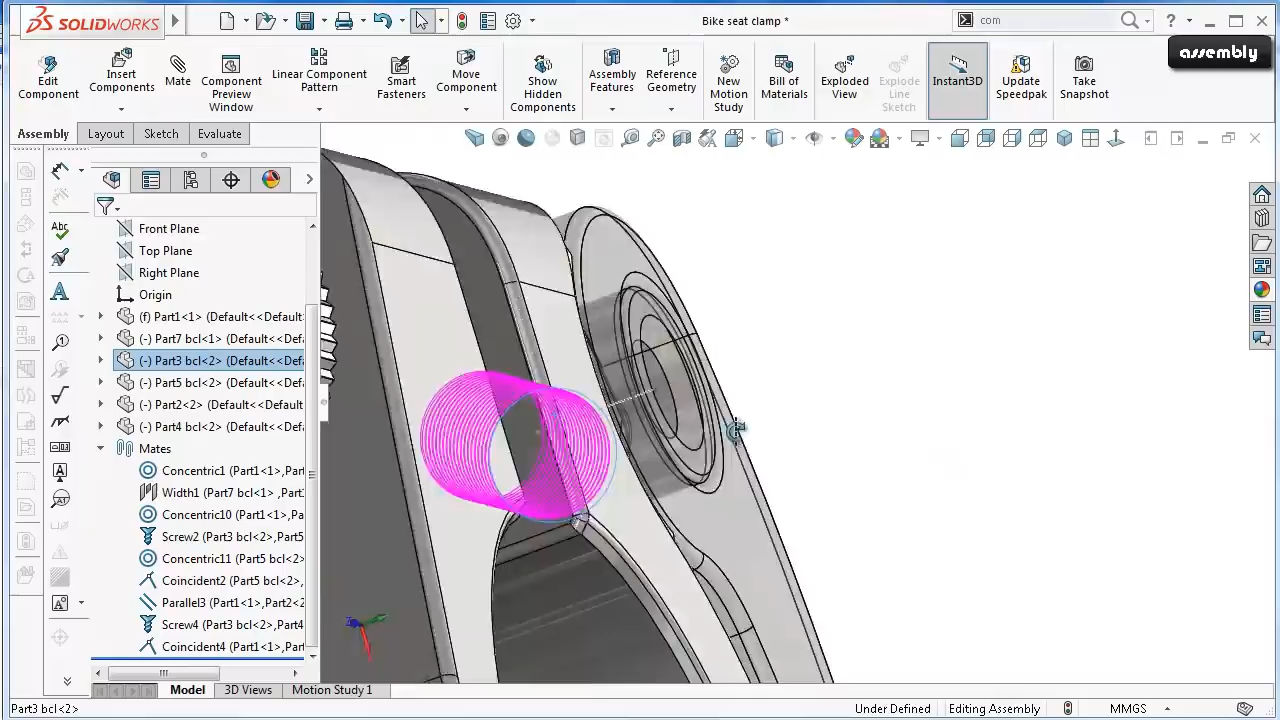 SOLIDWORKS
Bike seat clamp *
com
?
assembly
Edit Component
Insert Components
Mate
Component Preview Window
Linear Component Pattern
Smart Fasteners
Move Component
Show Hidden Components
Assembly Features
Reference Geometry
New Motion Study
Bill of Materials
Exploded View
Explode Line Sketch
Instant3D
Update Speedpak
Take Snapshot
Assembly
Layout
Sketch
Evaluate
Front Plane
Top Plane
Right Plane
Origin
(f) Part1<1> (Default<<Default
(-) Part7 bcl<1> (Default<<Defa
(-) Part3 bcl<2> (Default<<Defa
(-) Part5 bcl<2> (Default<<Defa
(-) Part2<2> (Default<<Default
(-) Part4 bcl<2> (Default<<Defa
Mates
Concentric1 (Part1<1>,Part
Width1 (Part7 bcl<1> ,Part1
Concentric10 (Part1<1>,Par
Screw2 (Part3 bcl<2>,Part5
Concentric11 (Part5 bcl<2>,
Coincident2 (Part5 bcl<2>,
Parallel3 (Part1<1>,Part2<2
Screw4 (Part3 bcl<2>,Part4
Coincident4 (Part1<1>,Part
Model
3D Views
Motion Study 1
Part3 bcl<2>
Under Defined
Editing Assembly
MMGS